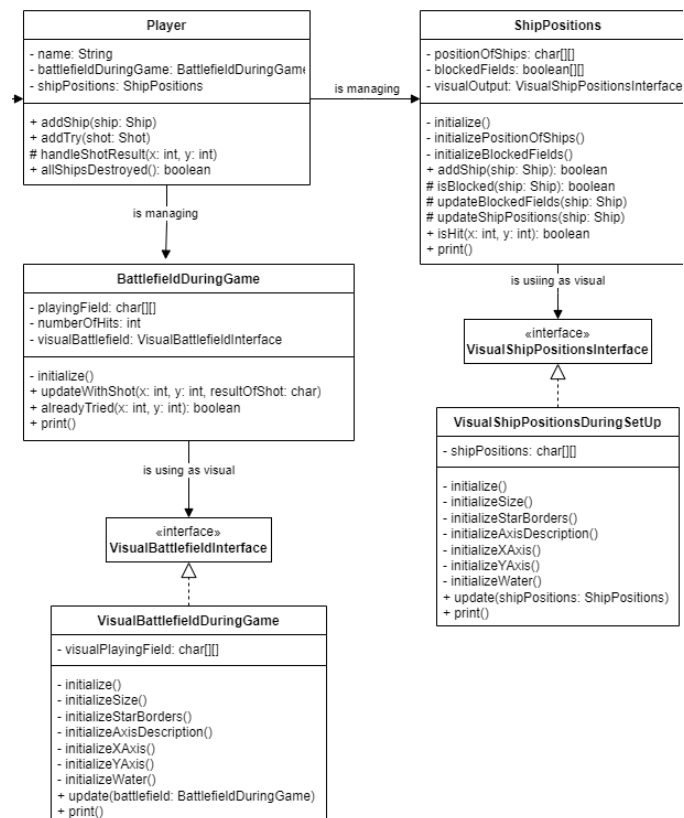 Player
- name: String
- battlefieldDuringGame: BattlefieldDuringGame
- shipPositions: ShipPositions
+ addShip(ship: Ship)
+ addTry(shot: Shot)
# handleShotResult(x: int, y: int)
+ allShipsDestroyed(): boolean
is managing
ShipPositions
- positionOfShips: char[][]
- blockedFields: boolean[][]
- visualOutput: VisualShipPositionsInterface
- initialize()
- initializePositionOfShips()
- initializeBlockedFields()
+ addShip(ship: Ship): boolean
# isBlocked(ship: Ship): boolean
# updateBlockedFields(ship: Ship)
# updateShipPositions(ship: Ship)
+ isHit(x: int, y: int): boolean
+ print()
is managing
BattlefieldDuringGame
- playingField: char[][]
- numberOfHits: int
- visualBattlefield: VisualBattlefieldInterface
- initialize()
+ updateWithShot(x: int, y: int, resultOfShot: char)
+ alreadyTried(x: int, y: int): boolean
+ print()
is usiing as visual
«interface»
VisualShipPositionsInterface
VisualShipPositionsDuringSetUp
- shipPositions: char[][]
- initialize()
- initializeSize()
- initializeStarBorders()
- initializeAxisDescription()
- initializeXAxis()
- initializeYAxis()
- initializeWater()
+ update(shipPositions: ShipPositions)
+ print()
is using as visual
«interface»
VisualBattlefieldInterface
VisualBattlefieldDuringGame
- visualPlayingField: char[][]
- initialize()
- initializeSize()
- initializeStarBorders()
- initializeAxisDescription()
- initializeXAxis()
- initializeYAxis()
- initializeWater()
+ update(battlefield: BattlefieldDuringGame)
+ print()